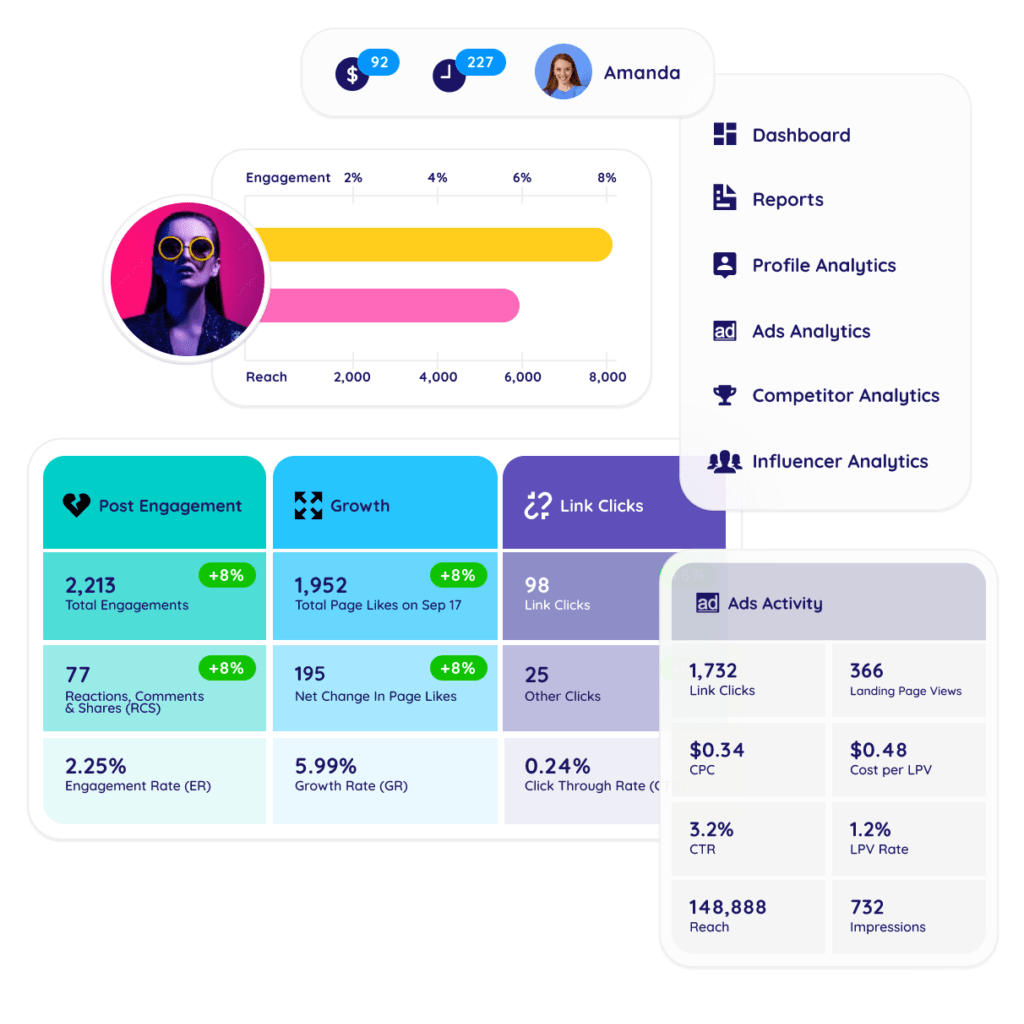 92
227
Amanda
Dashboard
Reports
Profile Analytics
ad Ads Analytics
Competitor Analytics
Influencer Analytics
Engagement 2% 4% 6% 8%
Reach 2,000 4,000 6,000 8,000
Post Engagement
2,213
+8%
Total Engagements
77
+8%
Reactions, Comments
& Shares (RCS)
2.25%
Engagement Rate (ER)
Growth
1,952
+8%
Total Page Likes on Sep 17
195
+8%
Net Change In Page Likes
5.99%
Growth Rate (GR)
Link Clicks
98
Link Clicks
25
Other Clicks
0.24%
Click Through Rate
ad Ads Activity
1,732
Link Clicks
366
Landing Page Views
$0.34
CPC
$0.48
Cost per LPV
3.2%
CTR
1.2%
LPV Rate
148,888
Reach
732
Impressions